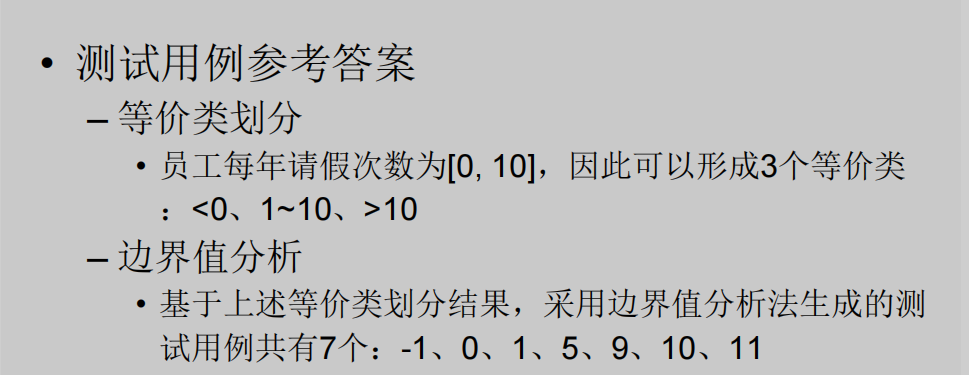 • 测试用例参考答案
– 等价类划分
• 员工每年请假次数为[0, 10]，因此可以形成3个等价类
：<0、1~10、>10
– 边界值分析
• 基于上述等价类划分结果，采用边界值分析法生成的测
试用例共有7个：-1、0、1、5、9、10、11